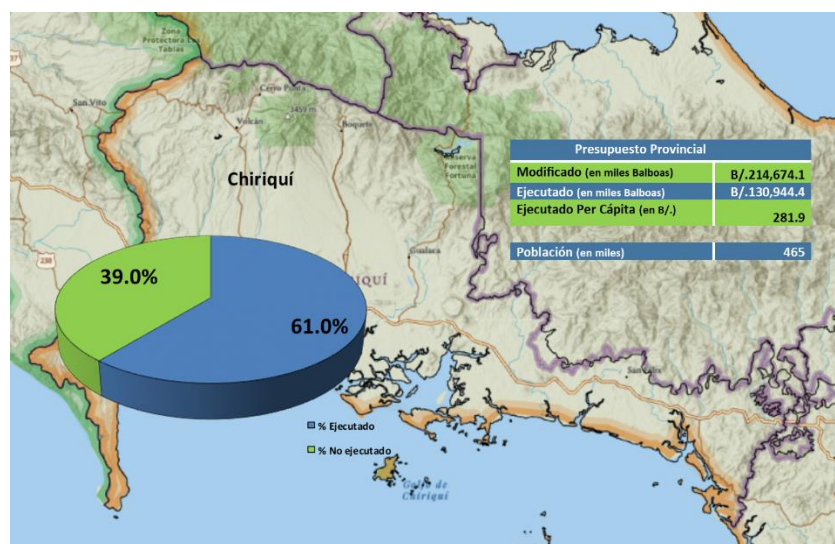 Zona
Protectora Las
Tablas
San Vito
Cerro Punta
3459 m
Volcán
Boquete
Reserva
Forestal
Fortuna
Presupuesto Provincial
Modificado (en miles Balboas) B/.214,674.1
Ejecutado (en miles Balboas) B/.130,944.4
Ejecutado Per Cápita (en B/.) 281.9
Población (en miles) 465
Chiriquí
Gualaca
238
39.0%
IQUÍ
61.0%
San Félix
% Ejecutado
% No ejecutado
Golfo de
Chiriquí